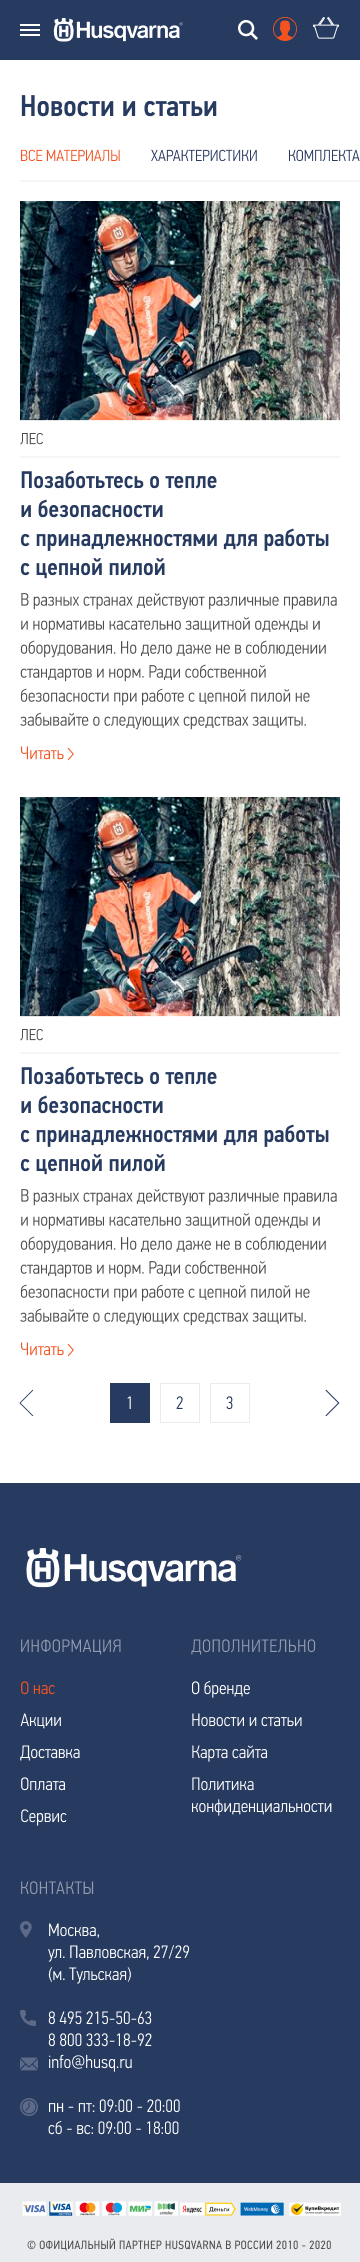 Husqvarna
Новости и статьи
ВСЕ МАТЕРИАЛЫ ХАРАКТЕРИСТИКИ КОМПЛЕКТА
ЛЕС
Позаботьтесь о тепле
и безопасности
с принадлежностями для работы
с цепной пилой
В разных странах действуют различные правила
и нормативы касательно защитной одежды и
оборудования. Но дело даже не в соблюдении
стандартов и норм. Ради собственной
безопасности при работе с цепной пилой не
забывайте о следующих средствах защиты.
Читать
ЛЕС
Позаботьтесь о тепле
и безопасности
с принадлежностями для работы
с цепной пилой
В разных странах действуют различные правила
и нормативы касательно защитной одежды и
оборудования. Но дело даже не в соблюдении
стандартов и норм. Ради собственной
безопасности при работе с цепной пилой не
забывайте о следующих средствах защиты.
Читать
1 2 3
Husqvarna
ИНФОРМАЦИЯ
О нас
Акции
Доставка
Оплата
Сервис
ДОПОЛНИТЕЛЬНО
О бренде
Новости и статьи
Карта сайта
Политика
конфиденциальности
КОНТАКТЫ
Москва,
ул. Павловская, 27/29
(м. Тульская)
8 495 215-50-63
8 800 333-18-92
info@husq.ru
пн - пт: 09:00 - 20:00
сб - вс: 09:00 - 18:00
VISA VISA МИР Яндекс Деньги WebMoney КупиВкредит
© ОФИЦИАЛЬНЫЙ ПАРТНЕР HUSQVARNA В РОССИИ 2010 - 2020